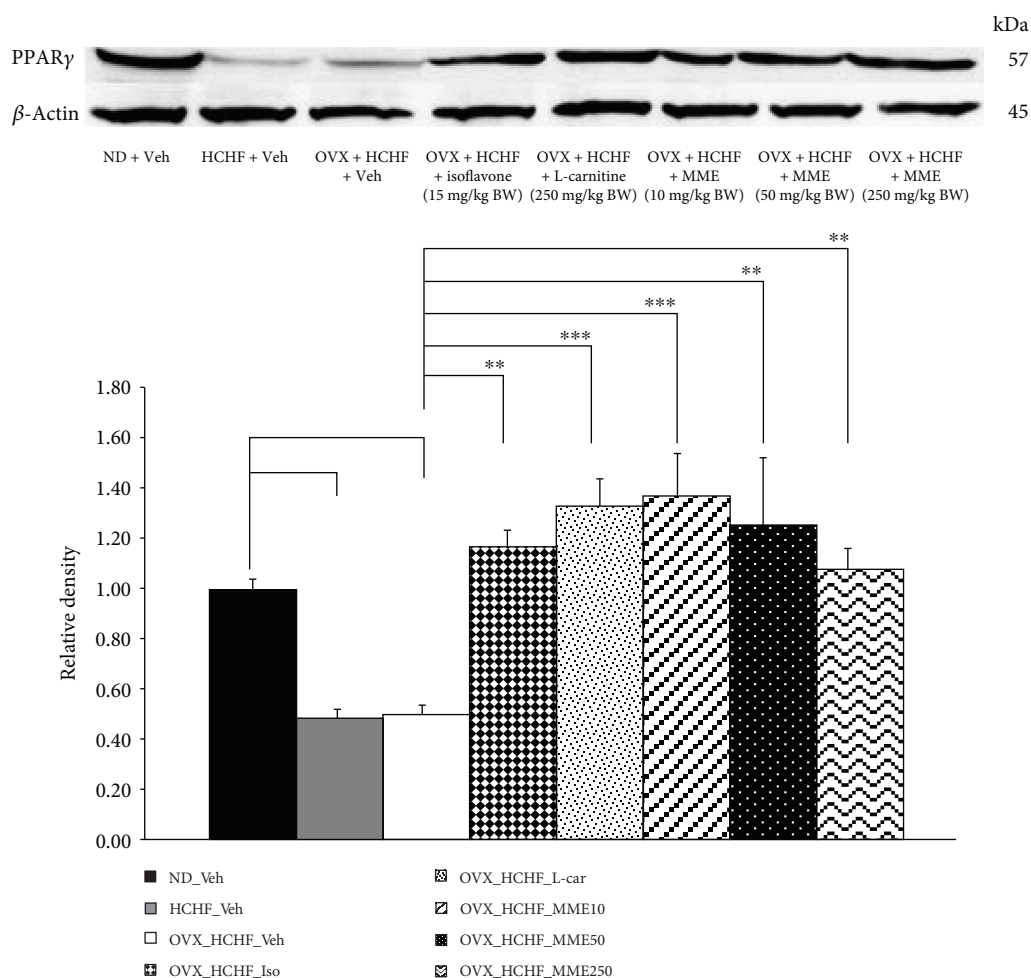 kDa
PPARγ 57
β-Actin 45
ND + Veh
HCHF + Veh
OVX + HCHF
+ Veh
OVX + HCHF
+ isoflavone
(15 mg/kg BW)
OVX + HCHF
+ L-carnitine
(250 mg/kg BW)
OVX + HCHF
+ MME
(10 mg/kg BW)
OVX + HCHF
+ MME
(50 mg/kg BW)
OVX + HCHF
+ MME
(250 mg/kg BW)
**
**
***
***
**
1.80
1.60
1.40
1.20
1.00
0.80
0.60
0.40
0.20
0.00
Relative density
ND_Veh
HCHF_Veh
OVX_HCHF_Veh
OVX_HCHF_Iso
OVX_HCHF_L-car
OVX_HCHF_MME10
OVX_HCHF_MME50
OVX_HCHF_MME250